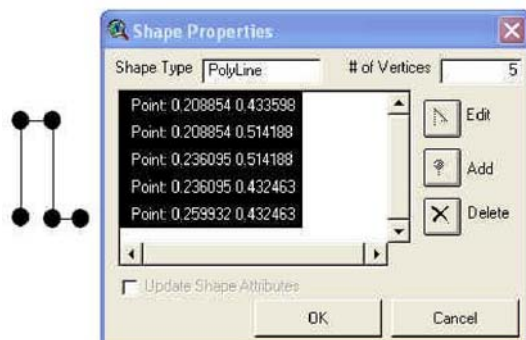 Shape Properties
Shape Type PolyLine # of Vertices 5
Point: 0.208854 0.433598
Point: 0.208854 0.514188
Point: 0.236095 0.514188
Point: 0.236095 0.432463
Point: 0.259932 0.432463
Edit
Add
Delete
Update Shape Attributes
OK Cancel